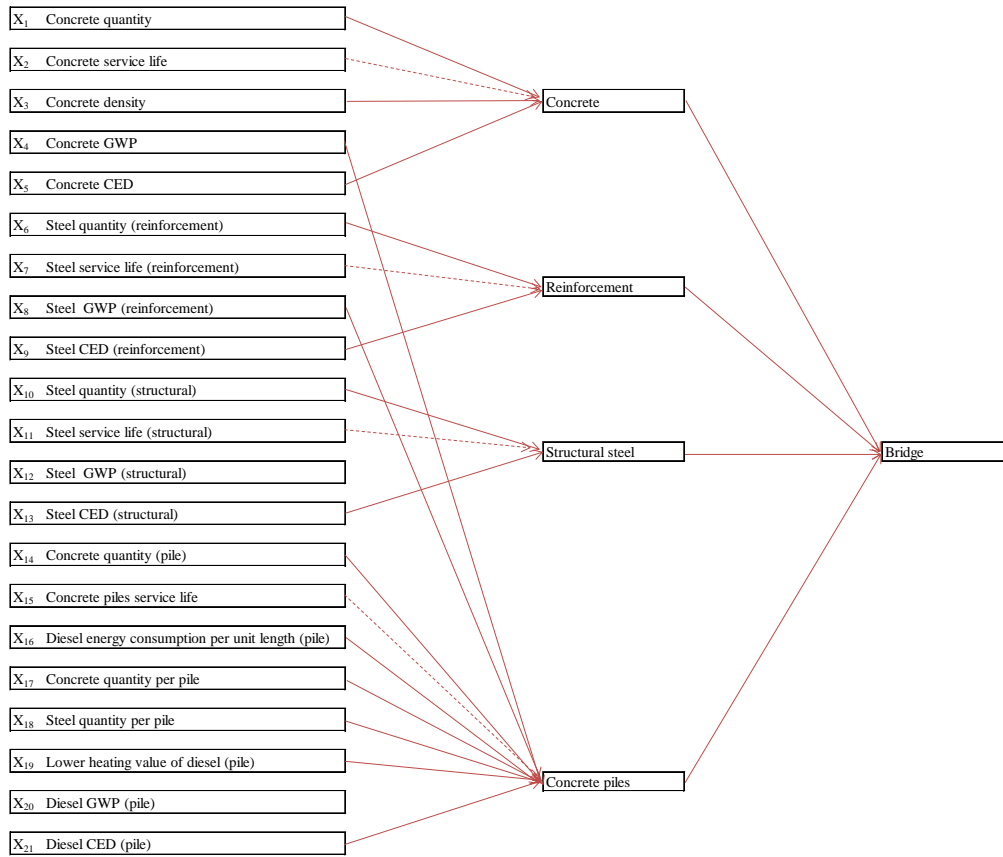 X₁ Concrete quantity
X₂ Concrete service life
X₃ Concrete density
X₄ Concrete GWP
X₅ Concrete CED
X₆ Steel quantity (reinforcement)
X₇ Steel service life (reinforcement)
X₈ Steel GWP (reinforcement)
X₉ Steel CED (reinforcement)
X₁₀ Steel quantity (structural)
X₁₁ Steel service life (structural)
X₁₂ Steel GWP (structural)
X₁₃ Steel CED (structural)
X₁₄ Concrete quantity (pile)
X₁₅ Concrete piles service life
X₁₆ Diesel energy consumption per unit length (pile)
X₁₇ Concrete quantity per pile
X₁₈ Steel quantity per pile
X₁₉ Lower heating value of diesel (pile)
X₂₀ Diesel GWP (pile)
X₂₁ Diesel CED (pile)
Concrete
Reinforcement
Structural steel
Concrete piles
Bridge